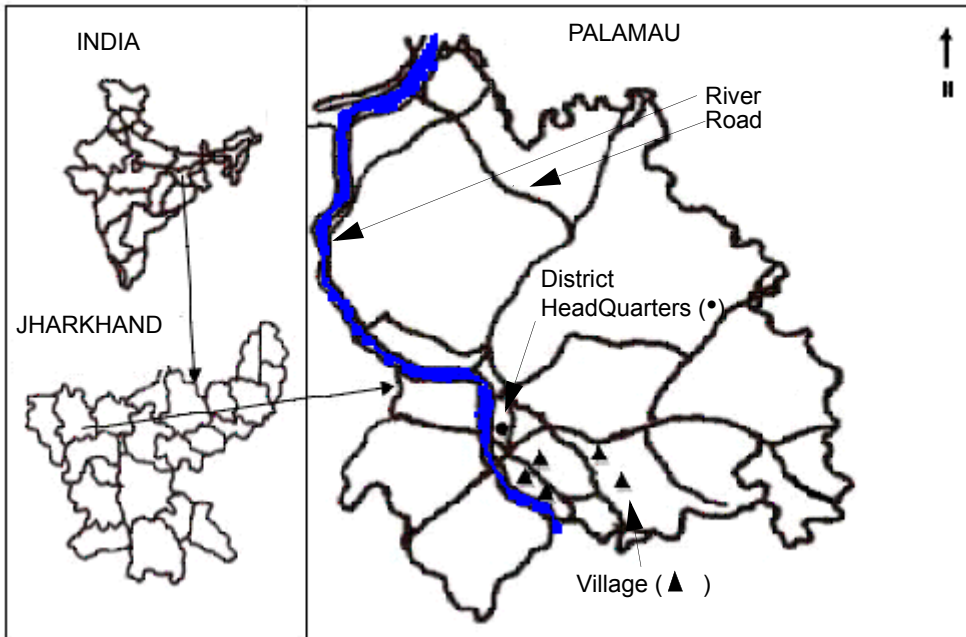 INDIA
JHARKHAND
PALAMAU
River
Road
District
HeadQuarters (•)
Village ( ▲ )